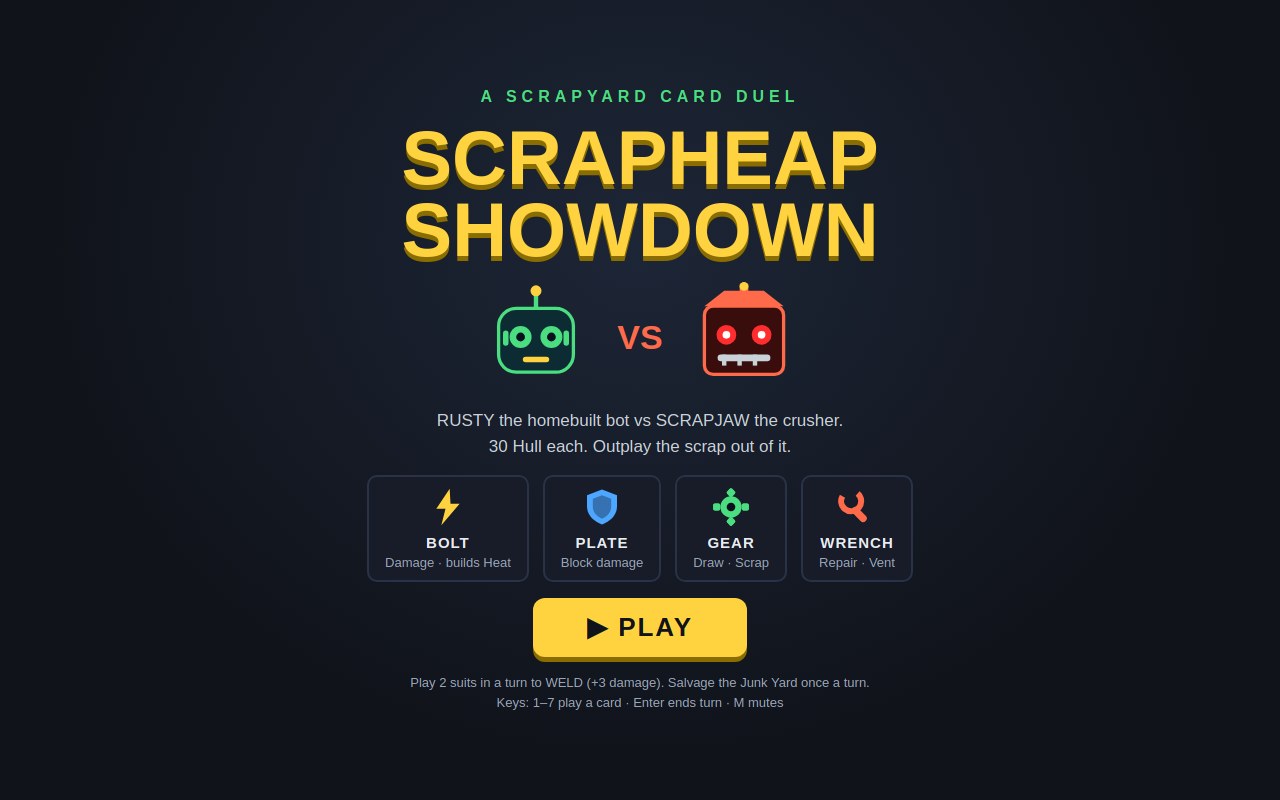 A SCRAPYARD CARD DUEL
SCRAPHEAP
SHOWDOWN
VS
RUSTY the homebuilt bot vs SCRAPJAW the crusher.
30 Hull each. Outplay the scrap out of it.
BOLT
Damage · builds Heat
PLATE
Block damage
GEAR
Draw · Scrap
WRENCH
Repair · Vent
▶ PLAY
Play 2 suits in a turn to WELD (+3 damage). Salvage the Junk Yard once a turn.
Keys: 1–7 play a card · Enter ends turn · M mutes